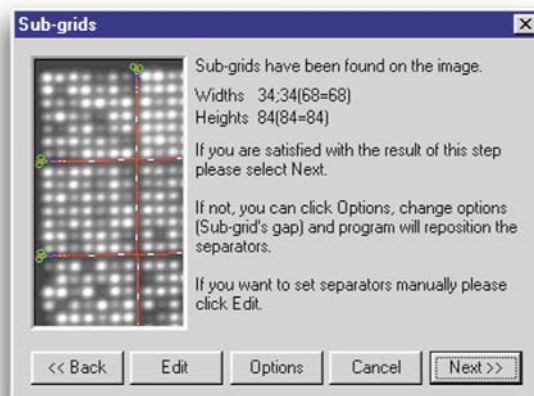 Sub-grids
Sub-grids have been found on the image.
Widths 34;34(68=68)
Heights 84(84=84)
If you are satisfied with the result of this step
please select Next.
If not, you can click Options, change options
(Sub-grid's gap) and program will reposition the
separators.
If you want to set separators manually please
click Edit.
<< Back
Edit
Options
Cancel
Next >>